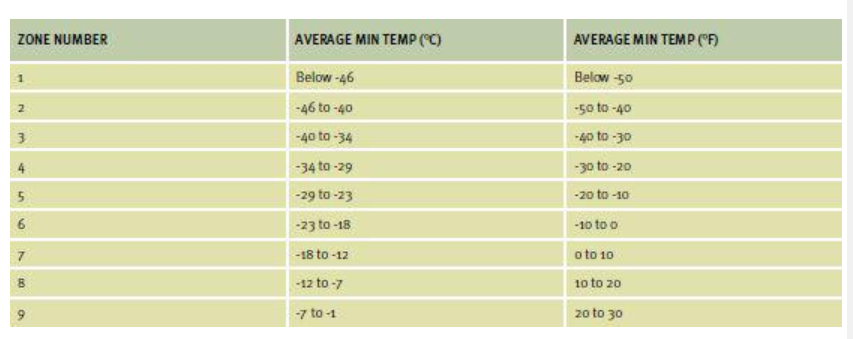 ZONE NUMBER AVERAGE MIN TEMP (°C) AVERAGE MIN TEMP (°F)
1 Below -46 Below -50
2 -46 to -40 -50 to -40
3 -40 to -34 -40 to -30
4 -34 to -29 -30 to -20
5 -29 to -23 -20 to -10
6 -23 to -18 -10 to 0
7 -18 to -12 0 to 10
8 -12 to -7 10 to 20
9 -7 to -1 20 to 30